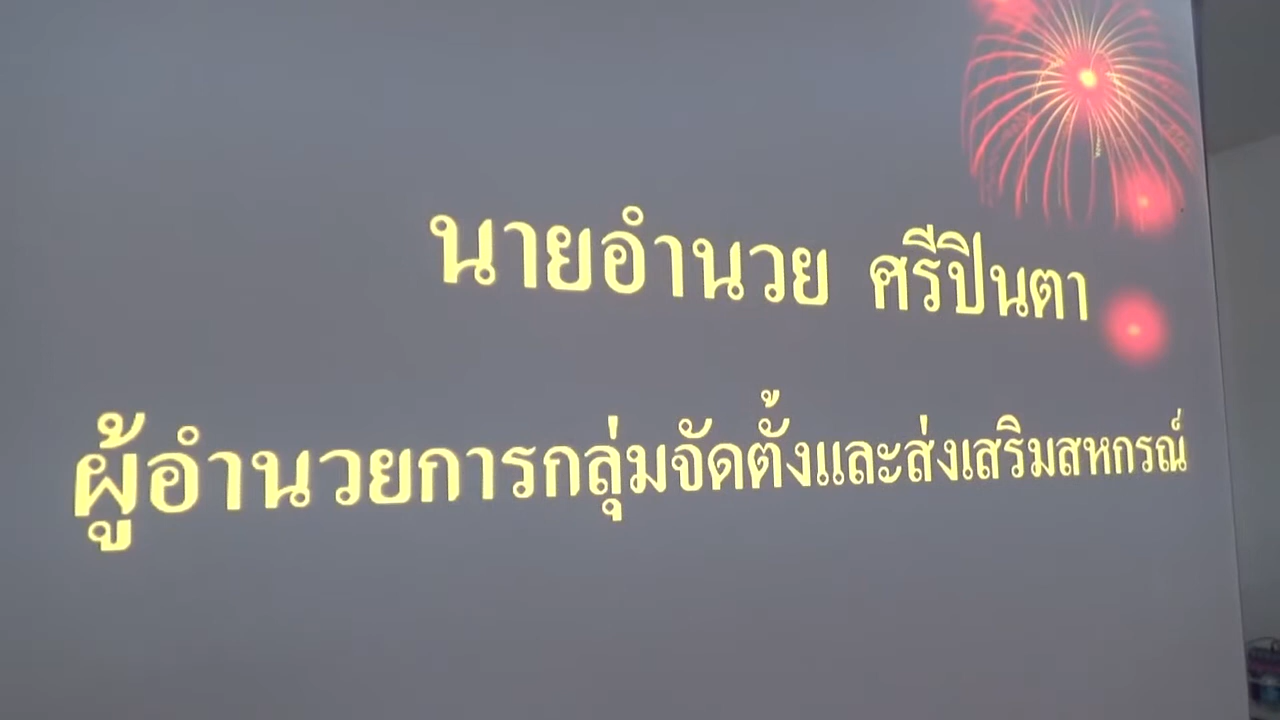 นายอำนวย ศรีปินตา
ผู้อำนวยการกลุ่มจัดตั้งและส่งเสริมสหกรณ์